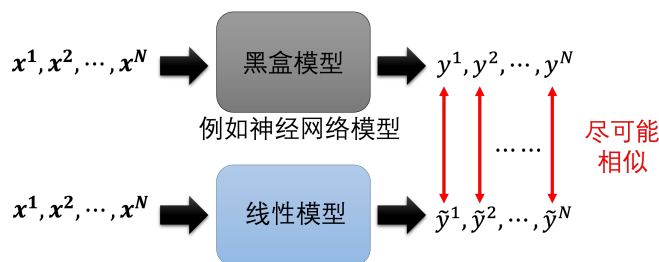 x¹, x², ⋯, xᴺ
黑盒模型
y¹, y², ⋯, yᴺ
例如神经网络模型
……
尽可能
相似
x¹, x², ⋯, xᴺ
线性模型
ỹ¹, ỹ², ⋯, ỹᴺ